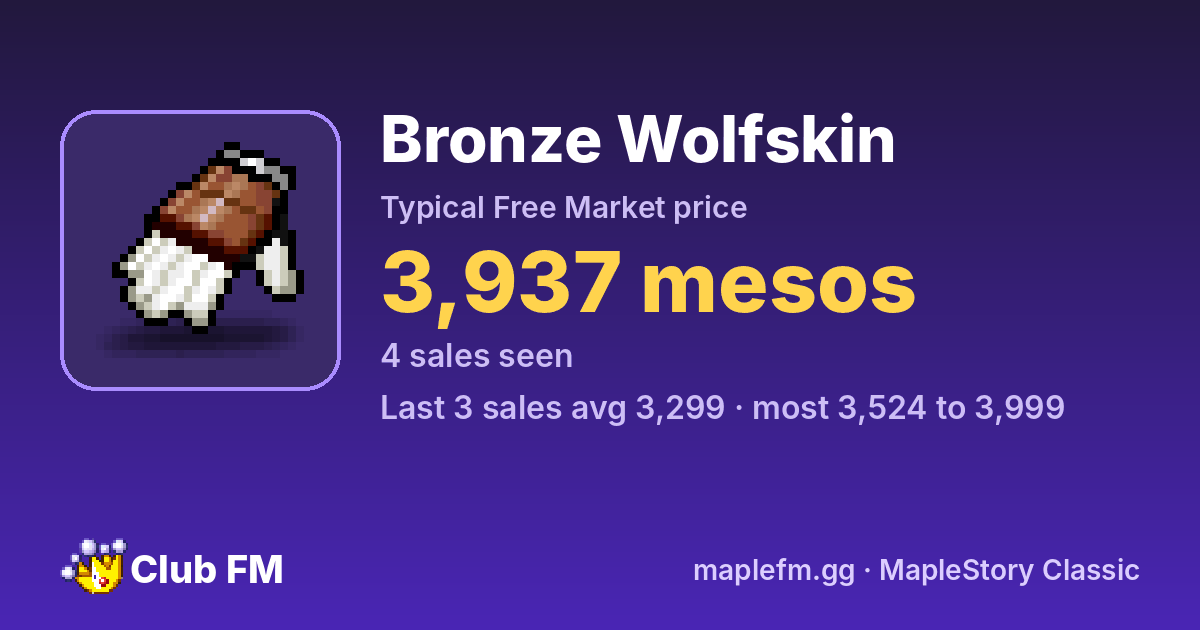 Bronze Wolfskin
Typical Free Market price
3,937 mesos
4 sales seen
Last 3 sales avg 3,299 · most 3,524 to 3,999
Club FM
maplefm.gg · MapleStory Classic